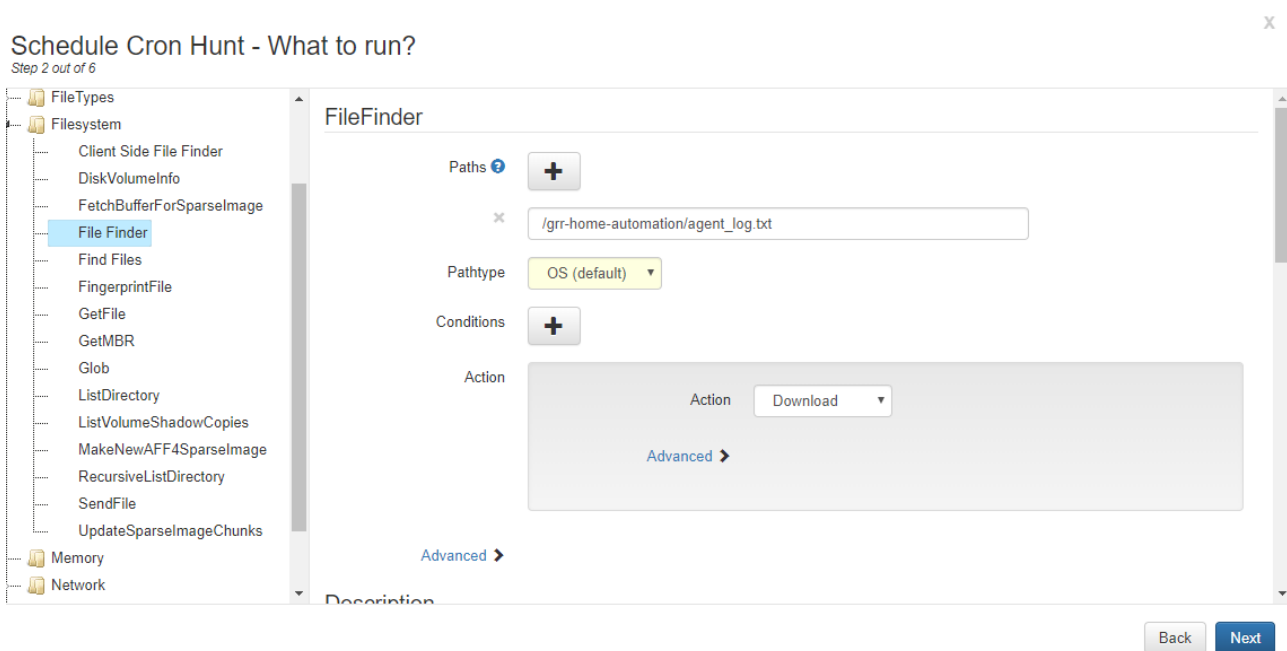 x
Schedule Cron Hunt - What to run?
Step 2 out of 6
FileTypes
Filesystem
Client Side File Finder
DiskVolumeInfo
FetchBufferForSparseImage
File Finder
Find Files
FingerprintFile
GetFile
GetMBR
Glob
ListDirectory
ListVolumeShadowCopies
MakeNewAFF4SparseImage
RecursiveListDirectory
SendFile
UpdateSparseImageChunks
Memory
Network
FileFinder
Paths ?
/grr-home-automation/agent_log.txt
Pathtype OS (default)
Conditions
Action
Action Download
Advanced
Advanced
Description
Back Next